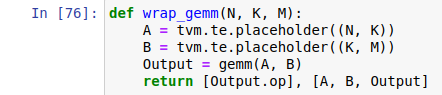 In [76]: def wrap_gemm(N, K, M):
    A = tvm.te.placeholder((N, K))
    B = tvm.te.placeholder((K, M))
    Output = gemm(A, B)
    return [Output.op], [A, B, Output]